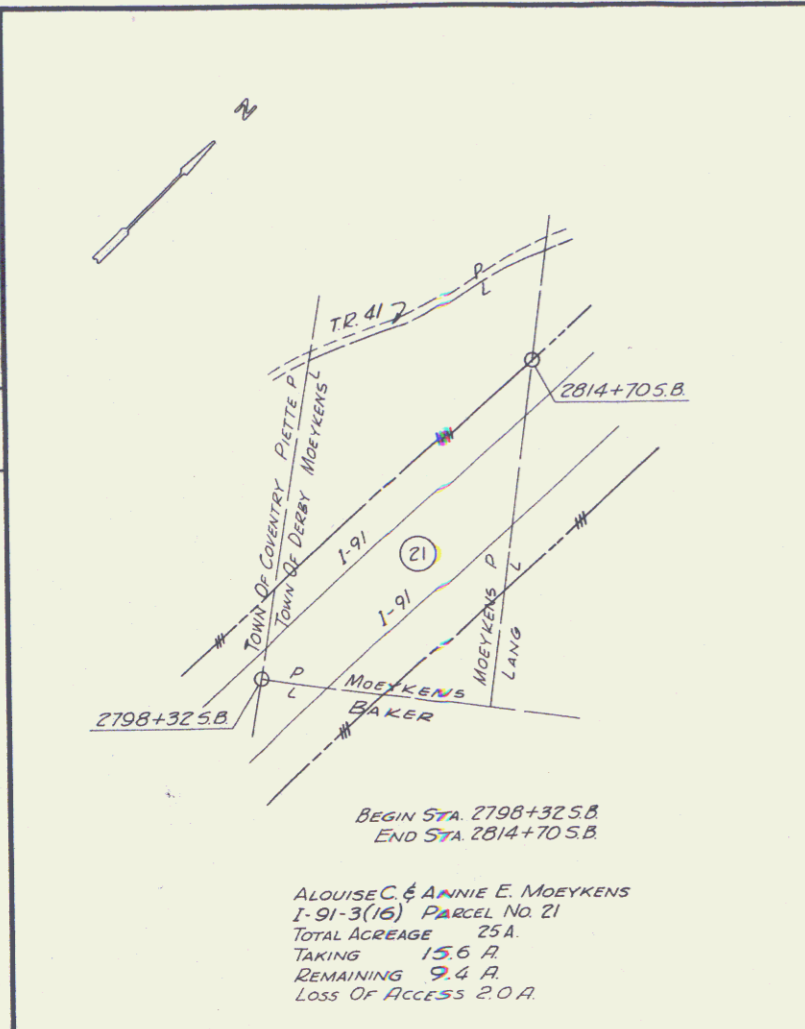 N
T.R. 41
P
L
TOWN OF COVENTRY PIETTE P
TOWN OF DERBY MOEYKENS L
2814+70 S.B.
I-91
21
I-91
MOEYKENS P
LANG L
P
L
MOEYKENS
BAKER
2798+32 S.B.
BEGIN STA. 2798+32 S.B.
END STA. 2814+70 S.B.
ALOUISE C. & ANNIE E. MOEYKENS
I-91-3(16) PARCEL NO. 21
TOTAL ACREAGE 25 A.
TAKING 15.6 A.
REMAINING 9.4 A.
LOSS OF ACCESS 2.0 A.